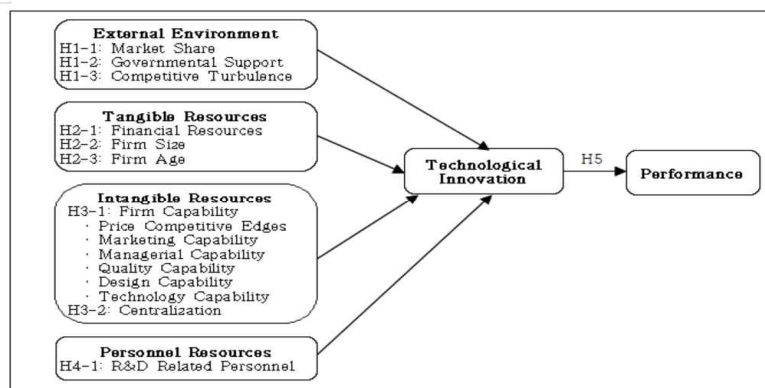 External Environment
H1-1: Market Share
H1-2: Governmental Support
H1-3: Competitive Turbulence
Tangible Resources
H2-1: Financial Resources
H2-2: Firm Size
H2-3: Firm Age
Intangible Resources
H3-1: Firm Capability
· Price Competitive Edges
· Marketing Capability
· Managerial Capability
· Quality Capability
· Design Capability
· Technology Capability
H3-2: Centralization
Personnel Resources
H4-1: R&D Related Personnel
Technological
Innovation
H5
Performance